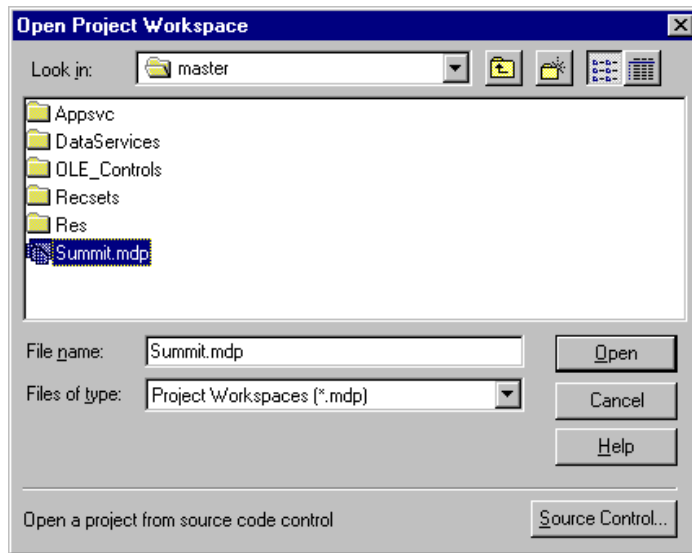 Open Project Workspace
Look in: master
Appsvc
DataServices
OLE_Controls
Recsets
Res
Summit.mdp
File name: Summit.mdp Open
Files of type: Project Workspaces (*.mdp) Cancel
Help
Open a project from source code control Source Control...